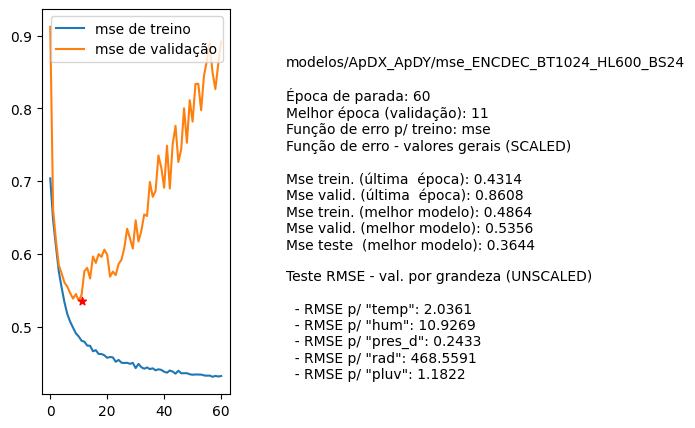 mse de treino
mse de validação
0.9
0.8
0.7
0.6
0.5
0
20
40
60
modelos/ApDX_ApDY/mse_ENCDEC_BT1024_HL600_BS24
Época de parada: 60
Melhor época (validação): 11
Função de erro p/ treino: mse
Função de erro - valores gerais (SCALED)
Mse trein. (última  época): 0.4314
Mse valid. (última  época): 0.8608
Mse trein. (melhor modelo): 0.4864
Mse valid. (melhor modelo): 0.5356
Mse teste  (melhor modelo): 0.3644
Teste RMSE - val. por grandeza (UNSCALED)
- RMSE p/ "temp": 2.0361
- RMSE p/ "hum": 10.9269
- RMSE p/ "pres_d": 0.2433
- RMSE p/ "rad": 468.5591
- RMSE p/ "pluv": 1.1822